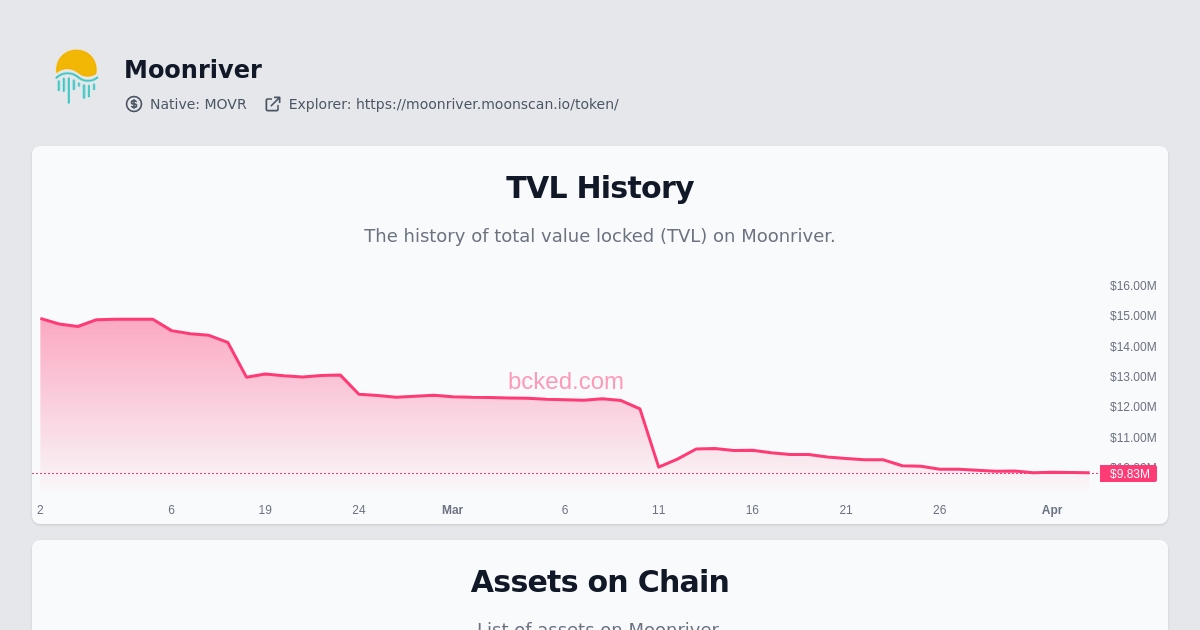 Moonriver
Native: MOVR Explorer: https://moonriver.moonscan.io/token/
TVL History
The history of total value locked (TVL) on Moonriver.
$16.00M
$15.00M
$14.00M
$13.00M
bcked.com
$12.00M
$11.00M
$9.83M
2 6 19 24 Mar 6 11 16 21 26 Apr
Assets on Chain
List of assets on Moonriver